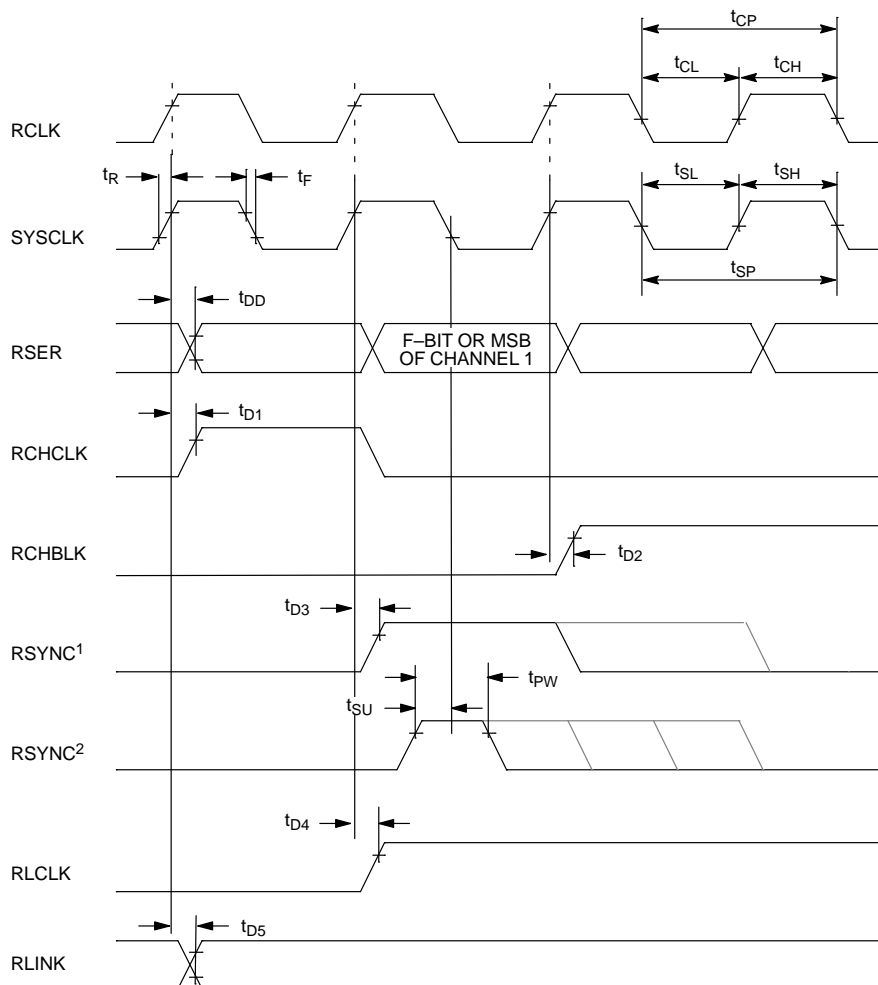 tCP
tCL tCH
RCLK
tR tF tSL tSH
SYSCLK
tSP
tDD
RSER F–BIT OR MSB
OF CHANNEL 1
tD1
RCHCLK
RCHBLK tD2
tD3
RSYNC1
tPW
tSU
RSYNC2
tD4
RLCLK
tD5
RLINK